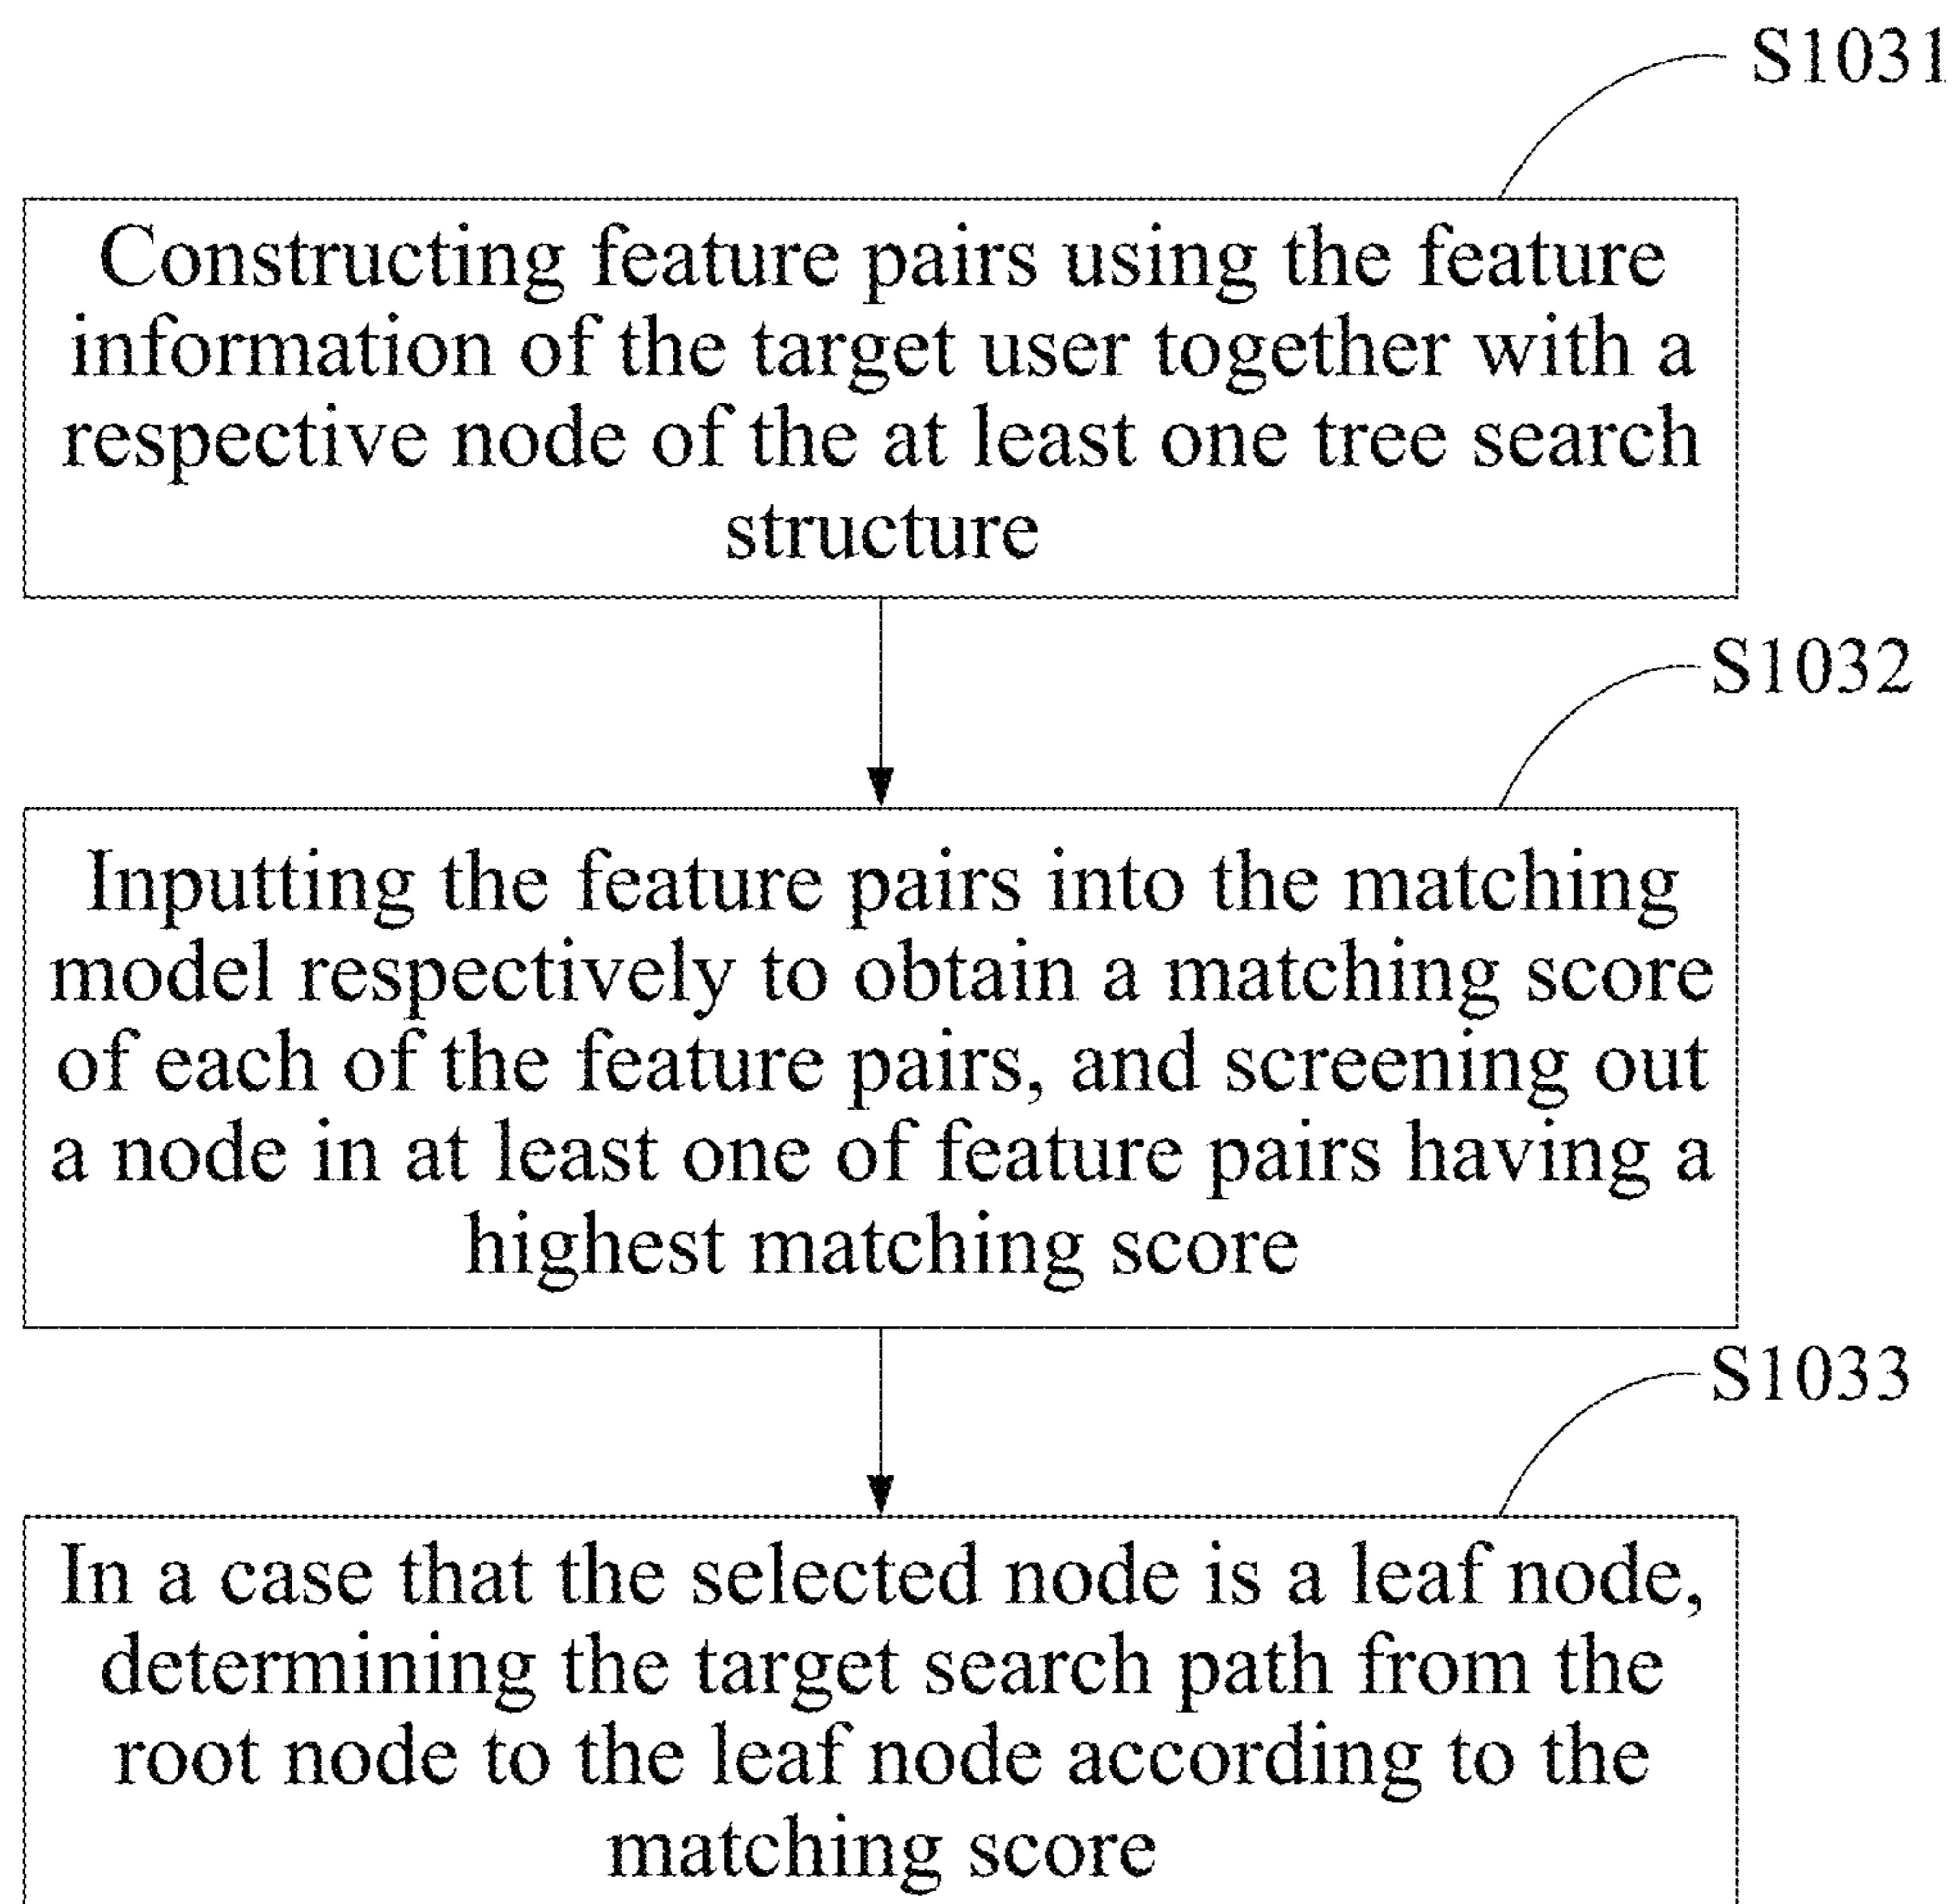 S1031
Constructing feature pairs using the feature
information of the target user together with a
respective node of the at least one tree search
structure
S1032
Inputting the feature pairs into the matching
model respectively to obtain a matching score
of each of the feature pairs, and screening out
a node in at least one of feature pairs having a
highest matching score
S1033
In a case that the selected node is a leaf node,
determining the target search path from the
root node to the leaf node according to the
matching score